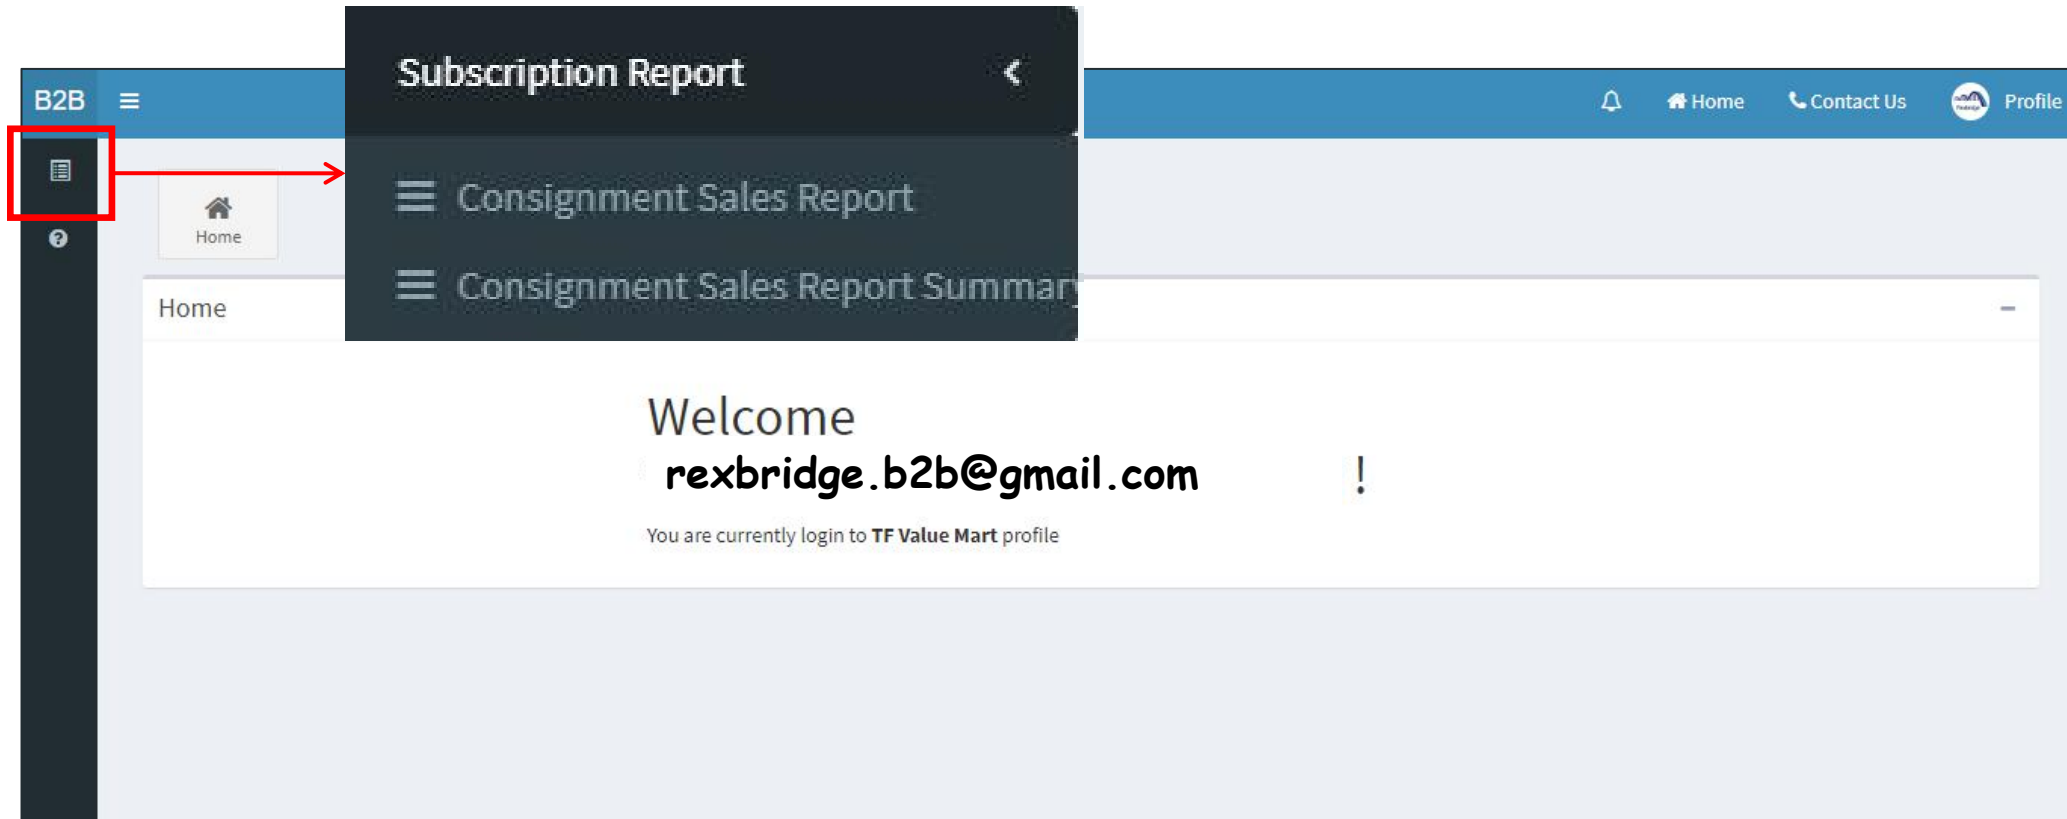 Subscription Report
B2B
Home
Contact Us
Profile
Consignment Sales Report
Home
Consignment Sales Report Summary
Home
Welcome
rexbridge.b2b@gmail.com !
You are currently login to TF Value Mart profile